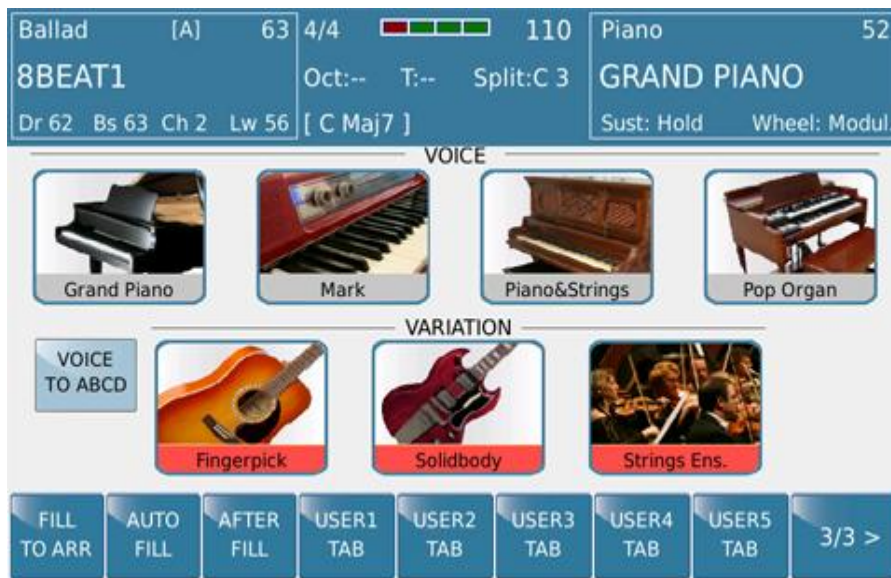 Ballad [A] 63
8BEAT1
Dr 62 Bs 63 Ch 2 Lw 56
4/4 110
Oct:-- T:-- Split:C 3
[ C Maj7 ]
Piano 52
GRAND PIANO
Sust: Hold Wheel: Modul.
VOICE
Grand Piano Mark Piano&Strings Pop Organ
VARIATION
VOICE
TO ABCD
Fingerpick Solidbody Strings Ens.
FILL
TO ARR
AUTO
FILL
AFTER
FILL
USER1
TAB
USER2
TAB
USER3
TAB
USER4
TAB
USER5
TAB
3/3 >